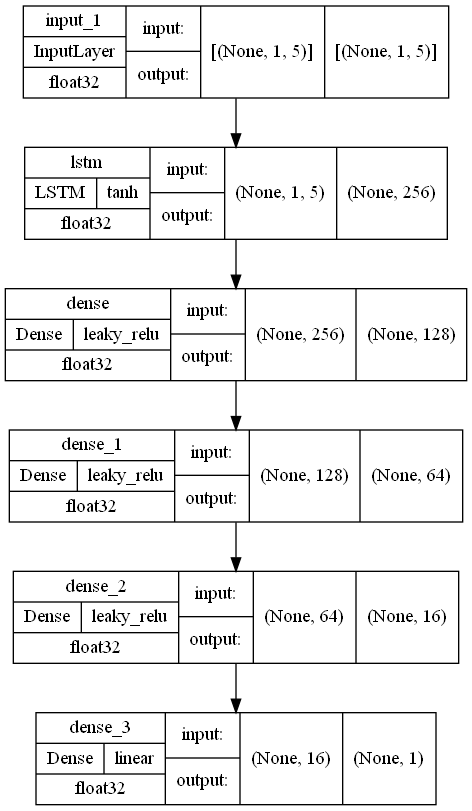 input_1
InputLayer
float32
input:
output:
[(None, 1, 5)]
[(None, 1, 5)]
lstm
LSTM
tanh
float32
input:
output:
(None, 1, 5)
(None, 256)
dense
Dense
leaky_relu
float32
input:
output:
(None, 256)
(None, 128)
dense_1
Dense
leaky_relu
float32
input:
output:
(None, 128)
(None, 64)
dense_2
Dense
leaky_relu
float32
input:
output:
(None, 64)
(None, 16)
dense_3
Dense
linear
float32
input:
output:
(None, 16)
(None, 1)